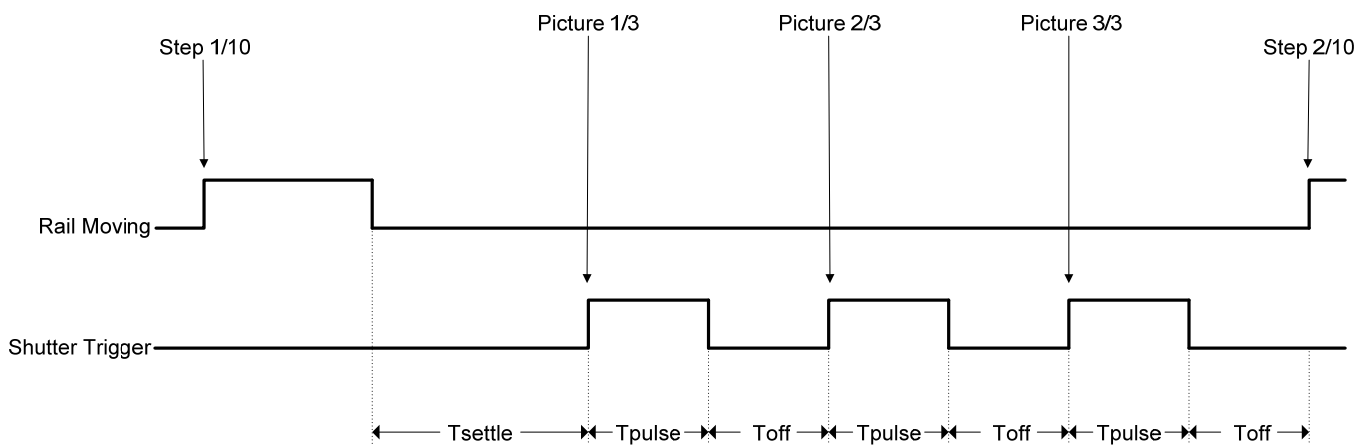 Picture 1/3
Picture 2/3
Picture 3/3
Step 1/10
Step 2/10
Rail Moving
Shutter Trigger
Tsettle
Tpulse
Toff
Tpulse
Toff
Tpulse
Toff